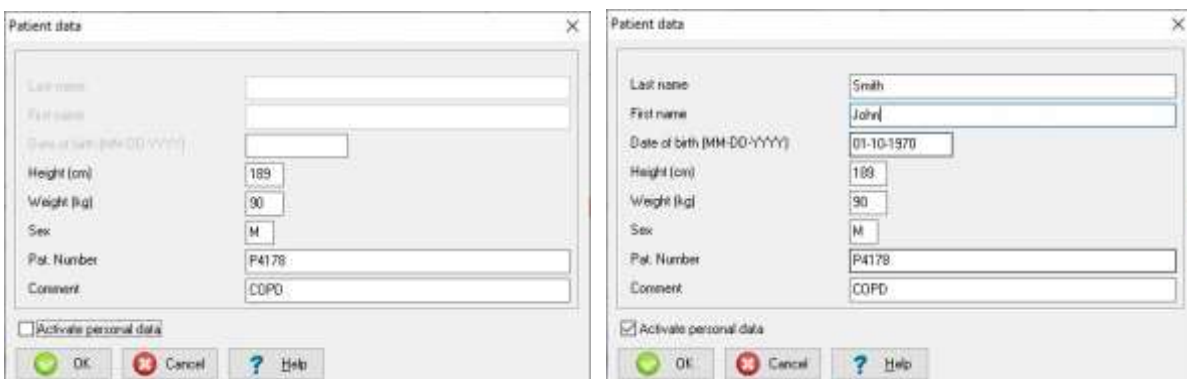 Patient data
Last name
First name
Date of birth (MM-DD-YYYY)
Height (cm) 189
Weight (kg) 90
Sex M
Pat. Number P4178
Comment COPD
Activate personal data
OK Cancel Help
Patient data
Last name Smith
First name John
Date of birth (MM-DD-YYYY) 01-10-1970
Height (cm) 189
Weight (kg) 90
Sex M
Pat. Number P4178
Comment COPD
Activate personal data
OK Cancel Help